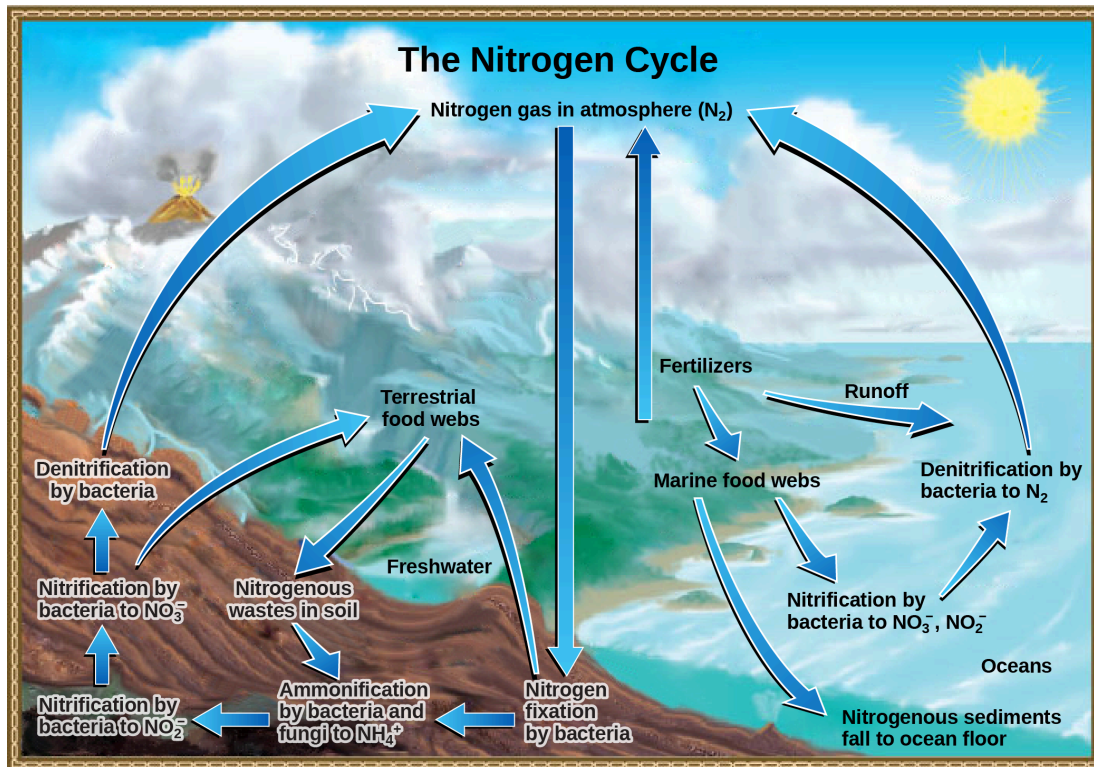 The Nitrogen Cycle
Nitrogen gas in atmosphere (N₂)
Fertilizers
Runoff
Terrestrial
food webs
Denitrification
by bacteria
Marine food webs
Denitrification by
bacteria to N₂
Freshwater
Nitrification by
bacteria to NO₃⁻
Nitrogenous
wastes in soil
Nitrification by
bacteria to NO₃⁻, NO₂⁻
Oceans
Nitrification by
bacteria to NO₂⁻
Ammonification
by bacteria and
fungi to NH₄⁺
Nitrogen
fixation
by bacteria
Nitrogenous sediments
fall to ocean floor